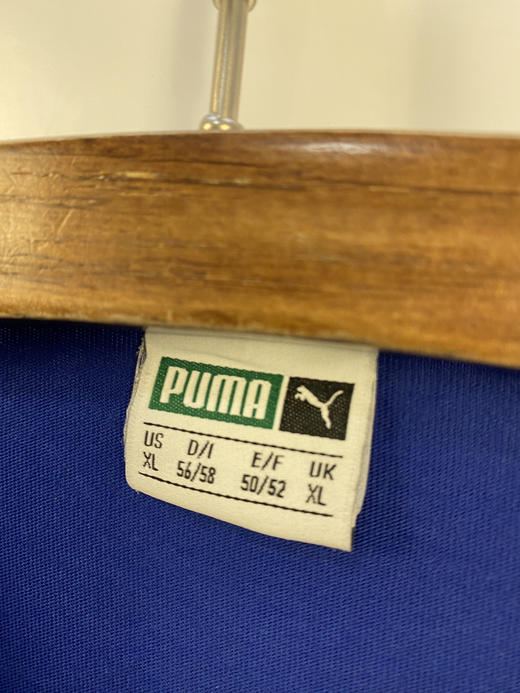 PUMA
US D/I E/F UK
XL 56/58 50/52 XL